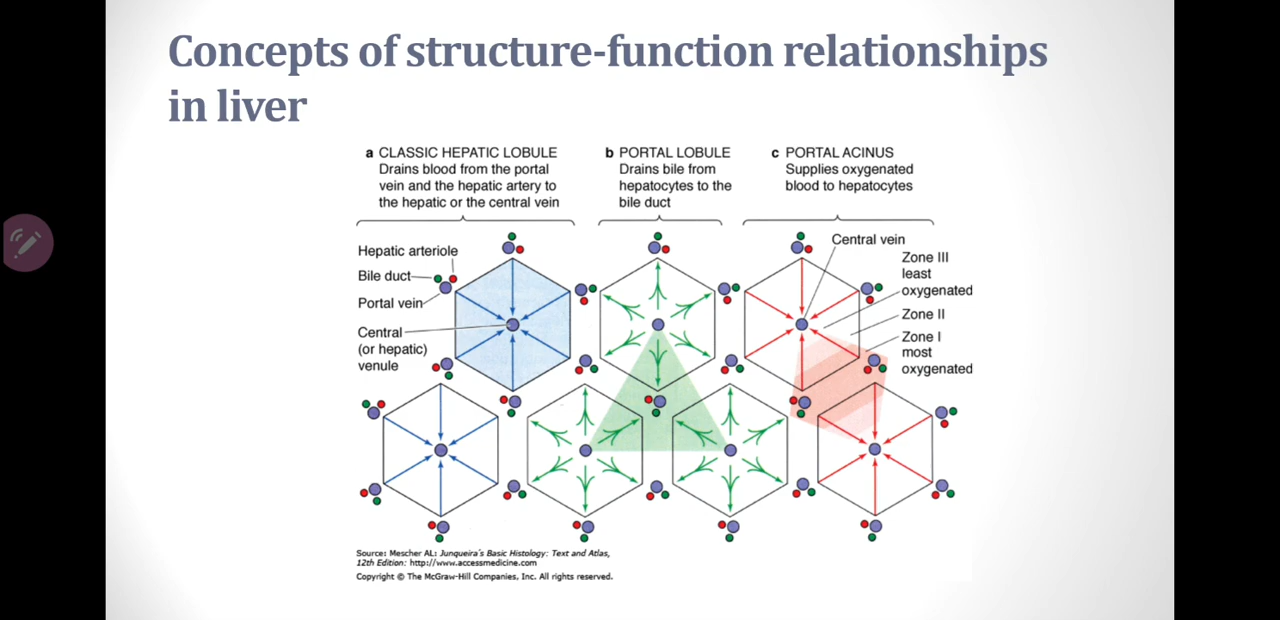 Concepts of structure-function relationships
in liver
a CLASSIC HEPATIC LOBULE
Drains blood from the portal
vein and the hepatic artery to
the hepatic or the central vein
b PORTAL LOBULE
Drains bile from
hepatocytes to the
bile duct
c PORTAL ACINUS
Supplies oxygenated
blood to hepatocytes
Hepatic arteriole
Bile duct
Portal vein
Central
(or hepatic)
venule
Central vein
Zone III
least
oxygenated
Zone II
Zone I
most
oxygenated
Source: Mescher AL: Junqueira's Basic Histology: Text and Atlas,
12th Edition: http://www.accessmedicine.com
Copyright © The McGraw-Hill Companies, Inc. All rights reserved.